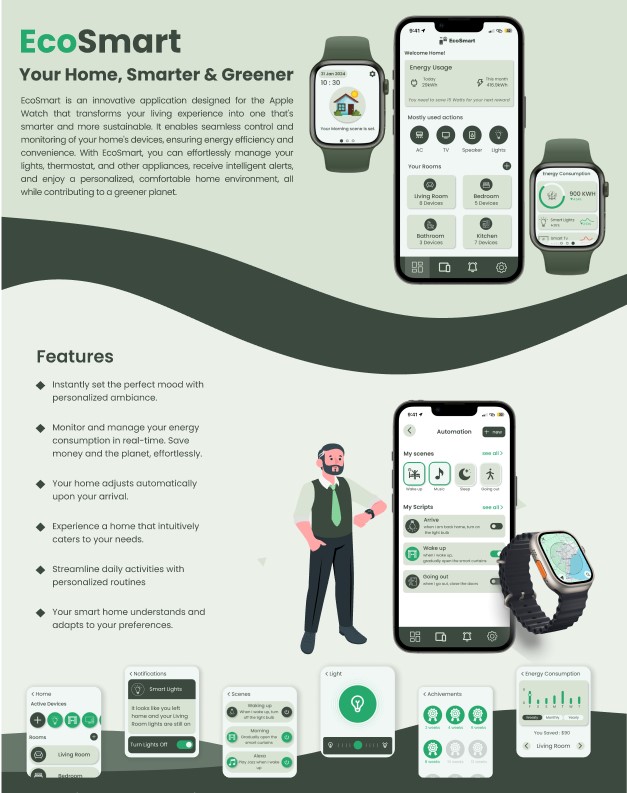 EcoSmart
Your Home, Smarter & Greener
EcoSmart is an innovative application designed for the Apple
Watch that transforms your living experience into one that's
smarter and more sustainable. It enables seamless control and
monitoring of your home's devices, ensuring energy efficiency and
convenience. With EcoSmart, you can effortlessly manage your
lights, thermostat, and other appliances, receive intelligent alerts,
and enjoy a personalized, comfortable home environment, all
while contributing to a greener planet.
31 Jan 2024
10 : 30
Your Morning scene is set
9:41
EcoSmart
Welcome Home!
Energy Usage
Today
This month
You need to save 11 Watts for your next reward!
Mostly used actions
AC
TV
Speaker
Lights
Your Rooms
Living Room
8 Devices
Bedroom
5 Devices
Bathroom
3 Devices
Kitchen
7 Devices
Energy Consumption
900 KWH
Smart Lights
Smart Tv
Features
Instantly set the perfect mood with
personalized ambiance.
Monitor and manage your energy
consumption in real-time. Save
money and the planet, effortlessly.
Your home adjusts automatically
upon your arrival.
Experience a home that intuitively
caters to your needs.
Streamline daily activities with
personalized routines
Your smart home understands and
adapts to your preferences.
9:41
Automation
+ new
My scenes
see all >
Wake up
Music
Sleep
Going out
My Scripts
see all >
Arrive
when I am near home, turn on
the light bulb
Wake up
when I wake up,
gradually open the smart curtains
Going out
when I go out, close the doors
< Home
Active Devices
Rooms
Living Room
Bedroom
< Notifications
Smart Lights
It looks like you left
home and your Living
Room lights are still on
Turn Lights Off
< Scenes
Waking up
When I wake up, turn
off the light bulb
Morning
Gradually open the
smart curtains
Alexa
Play Jazz when I wake
up
< Light
< Achivements
2 weeks
4 weeks
6 weeks
< Energy Consumption
Weekly
Monthly
Yearly
You Saved : $90
< Living Room >